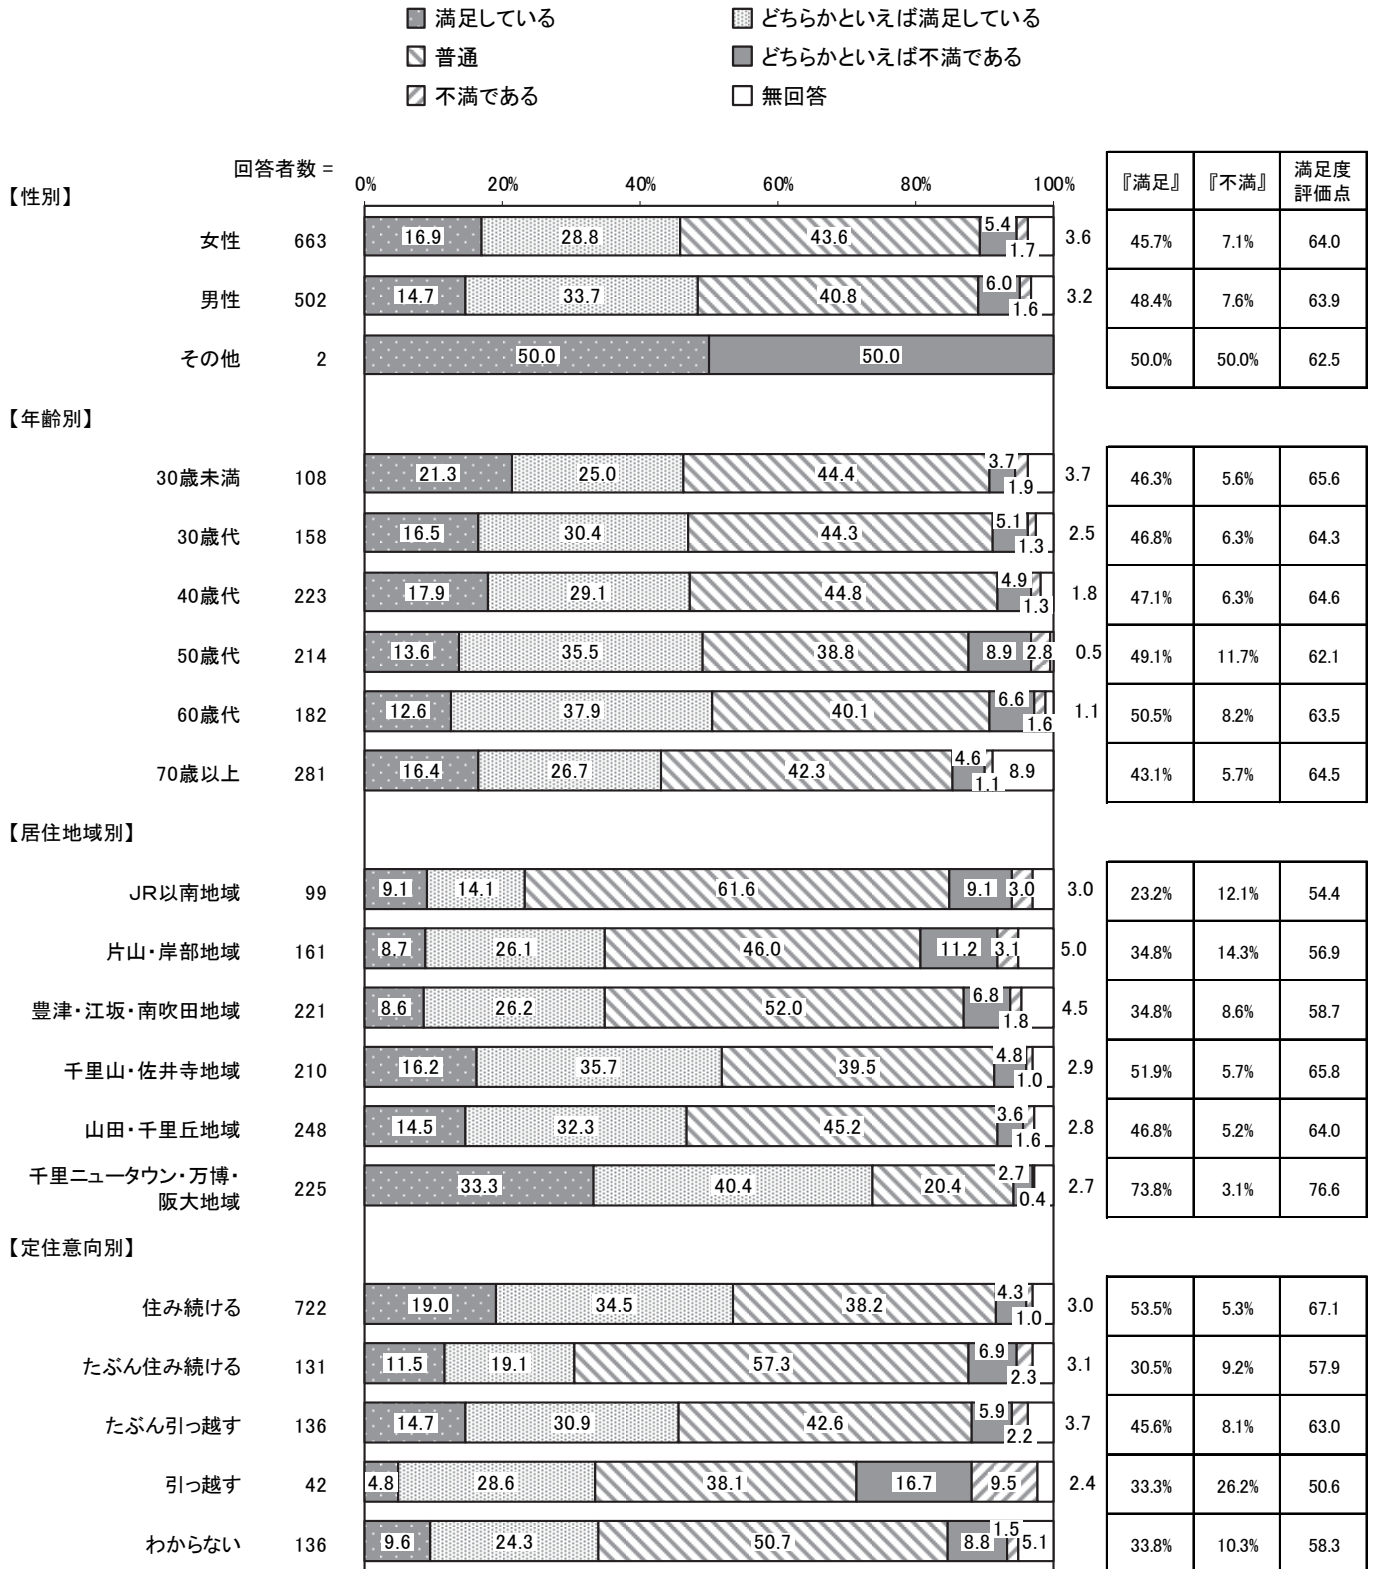 満足している どちらかといえば満足している
普通 どちらかといえば不満である
不満である 無回答
回答者数 = 0% 20% 40% 60% 80% 100% 『満足』 『不満』 満足度
評価点
【性別】
女性 663 16.9 28.8 43.6 5.4 1.7 3.6 45.7% 7.1% 64.0
男性 502 14.7 33.7 40.8 6.0 1.6 3.2 48.4% 7.6% 63.9
その他 2 50.0 50.0 50.0% 50.0% 62.5
【年齢別】
30歳未満 108 21.3 25.0 44.4 3.7 1.9 3.7 46.3% 5.6% 65.6
30歳代 158 16.5 30.4 44.3 5.1 1.3 2.5 46.8% 6.3% 64.3
40歳代 223 17.9 29.1 44.8 4.9 1.3 1.8 47.1% 6.3% 64.6
50歳代 214 13.6 35.5 38.8 8.9 2.8 0.5 49.1% 11.7% 62.1
60歳代 182 12.6 37.9 40.1 6.6 1.6 1.1 50.5% 8.2% 63.5
70歳以上 281 16.4 26.7 42.3 4.6 1.1 8.9 43.1% 5.7% 64.5
【居住地域別】
JR以南地域 99 9.1 14.1 61.6 9.1 3.0 3.0 23.2% 12.1% 54.4
片山・岸部地域 161 8.7 26.1 46.0 11.2 3.1 5.0 34.8% 14.3% 56.9
豊津・江坂・南吹田地域 221 8.6 26.2 52.0 6.8 1.8 4.5 34.8% 8.6% 58.7
千里山・佐井寺地域 210 16.2 35.7 39.5 4.8 1.0 2.9 51.9% 5.7% 65.8
山田・千里丘地域 248 14.5 32.3 45.2 3.6 1.6 2.8 46.8% 5.2% 64.0
千里ニュータウン・万博・
阪大地域 225 33.3 40.4 20.4 2.7 0.4 2.7 73.8% 3.1% 76.6
【定住意向別】
住み続ける 722 19.0 34.5 38.2 4.3 1.0 3.0 53.5% 5.3% 67.1
たぶん住み続ける 131 11.5 19.1 57.3 6.9 2.3 3.1 30.5% 9.2% 57.9
たぶん引っ越す 136 14.7 30.9 42.6 5.9 2.2 3.7 45.6% 8.1% 63.0
引っ越す 42 4.8 28.6 38.1 16.7 9.5 2.4 33.3% 26.2% 50.6
わからない 136 9.6 24.3 50.7 8.8 1.5 5.1 33.8% 10.3% 58.3